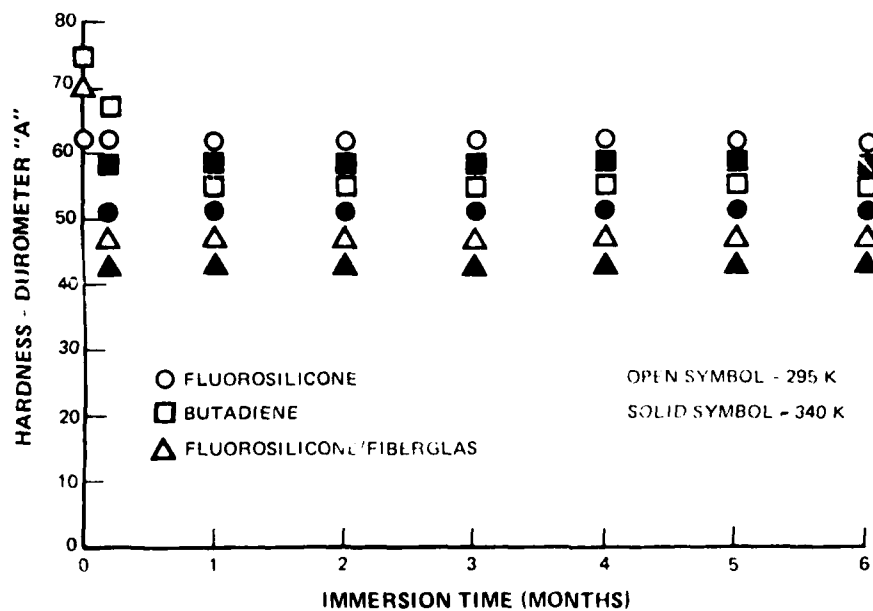 80
70
60
50
40
30
20
10
0
HARDNESS - DUROMETER "A"
FLUOROSILICONE
BUTADIENE
FLUOROSILICONE/FIBERGLAS
OPEN SYMBOL - 295 K
SOLID SYMBOL - 340 K
0 1 2 3 4 5 6
IMMERSION TIME (MONTHS)